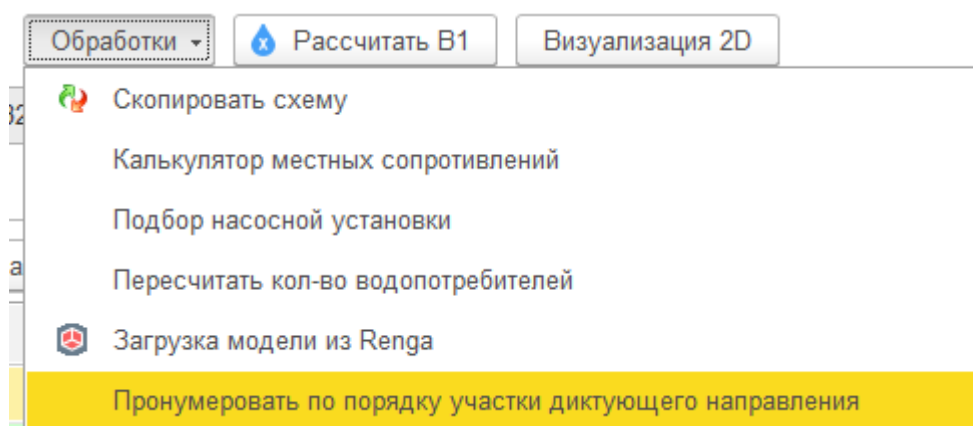 Обработки
Рассчитать В1
Визуализация 2D
Скопировать схему
Калькулятор местных сопротивлений
Подбор насосной установки
Пересчитать кол-во водопотребителей
Загрузка модели из Renga
Пронумеровать по порядку участки диктующего направления